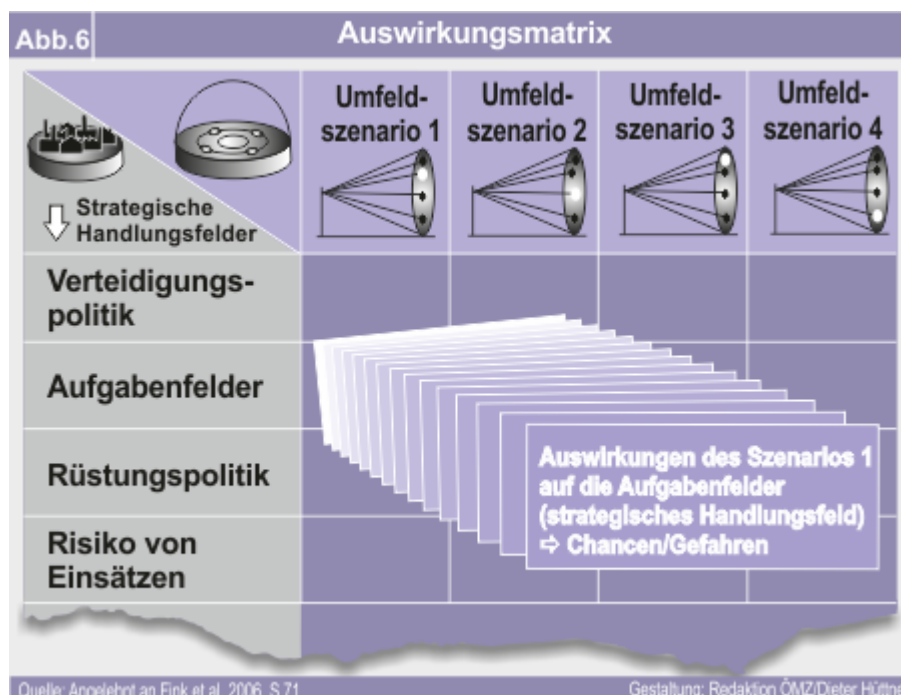 Abb.6
Auswirkungsmatrix
Umfeld-
szenario 1
Umfeld-
szenario 2
Umfeld-
szenario 3
Umfeld-
szenario 4
Strategische
Handlungsfelder
Verteidigungs-
politik
Aufgabenfelder
Rüstungspolitik
Risiko von
Einsätzen
Auswirkungen des Szenarios 1
auf die Aufgabenfelder
(strategisches Handlungsfeld)
⇨ Chancen/Gefahren
Quelle: Angelehnt an Fink et al. 2006, S.71
Gestaltung: Redaktion ÖMZ/Dieter